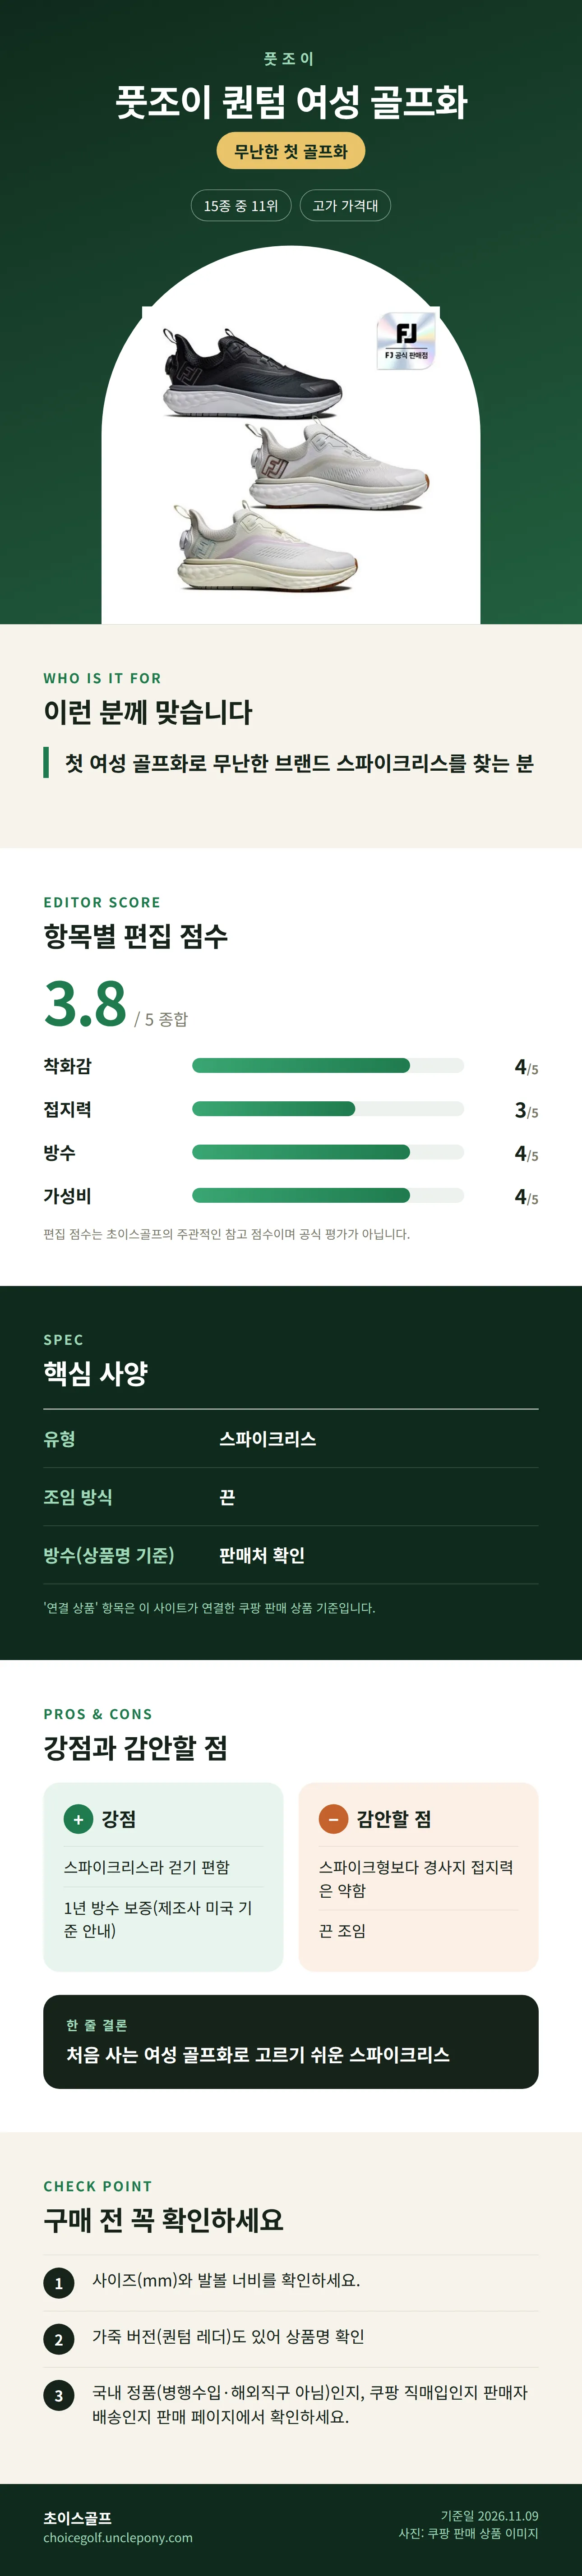 풋조이
풋조이 퀀텀 여성 골프화
무난한 첫 골프화
15종 중 11위
고가 가격대
FJ
FJ 공식 판매점
WHO IS IT FOR
이런 분께 맞습니다
첫 여성 골프화로 무난한 브랜드 스파이크리스를 찾는 분
EDITOR SCORE
항목별 편집 점수
3.8 / 5 종합
착화감 4/5
접지력 3/5
방수 4/5
가성비 4/5
편집 점수는 초이스골프의 주관적인 참고 점수이며 공식 평가가 아닙니다.
SPEC
핵심 사양
유형 스파이크리스
조임 방식 끈
방수(상품명 기준) 판매처 확인
'연결 상품' 항목은 이 사이트가 연결한 쿠팡 판매 상품 기준입니다.
PROS & CONS
강점과 감안할 점
+ 강점
스파이크리스라 걷기 편함
1년 방수 보증(제조사 미국 기
준 안내)
− 감안할 점
스파이크형보다 경사지 접지력
은 약함
끈 조임
한 줄 결론
처음 사는 여성 골프화로 고르기 쉬운 스파이크리스
CHECK POINT
구매 전 꼭 확인하세요
1 사이즈(mm)와 발볼 너비를 확인하세요.
2 가죽 버전(퀀텀 레더)도 있어 상품명 확인
3 국내 정품(병행수입·해외직구 아님)인지, 쿠팡 직매입인지 판매자
배송인지 판매 페이지에서 확인하세요.
초이스골프
choicegolf.unclepony.com
기준일 2026.11.09
사진: 쿠팡 판매 상품 이미지